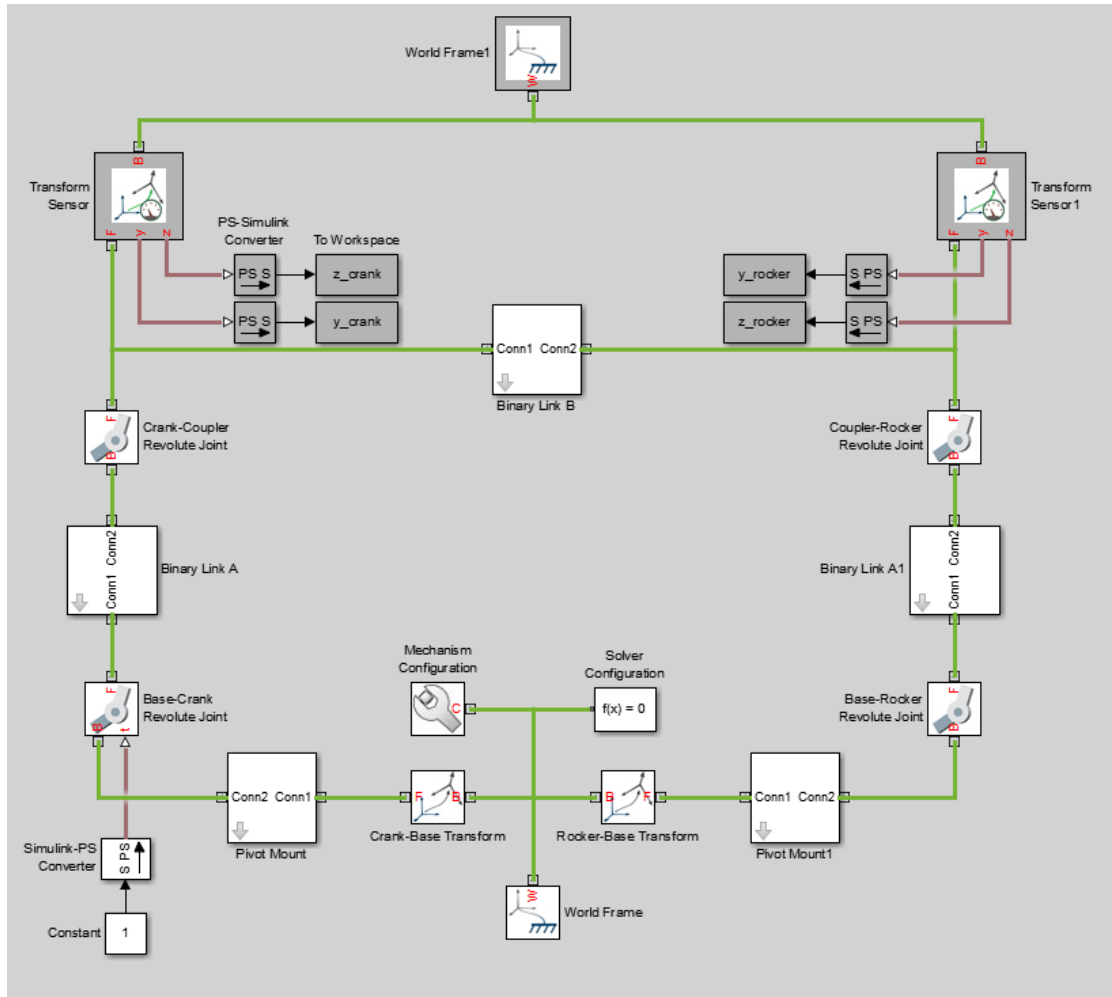 World Frame1
W
B
B
Transform
Sensor
F
y
z
PS-Simulink
Converter
To Workspace
PS S
z_crank
PS S
y_crank
Transform
Sensor1
F
y
z
y_rocker
S PS
z_rocker
S PS
Conn1 Conn2
Binary Link B
F
B
Crank-Coupler
Revolute Joint
Coupler-Rocker
Revolute Joint
F
B
Conn1 Conn2
Binary Link A
Binary Link A1
Conn1 Conn2
F
B
t
Base-Crank
Revolute Joint
Mechanism
Configuration
C
Solver
Configuration
f(x) = 0
Base-Rocker
Revolute Joint
F
B
Conn2 Conn1
Pivot Mount
F
B
Crank-Base Transform
B
F
Rocker-Base Transform
Conn1 Conn2
Pivot Mount1
Simulink-PS
Converter
S PS
W
World Frame
Constant
1